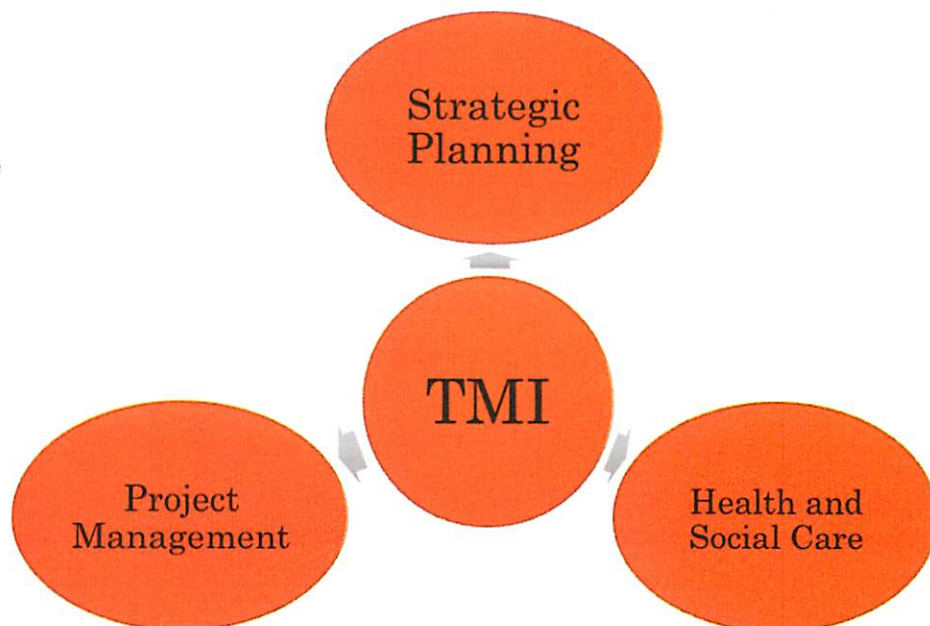 Strategic
Planning
TMI
Project
Management
Health and
Social Care